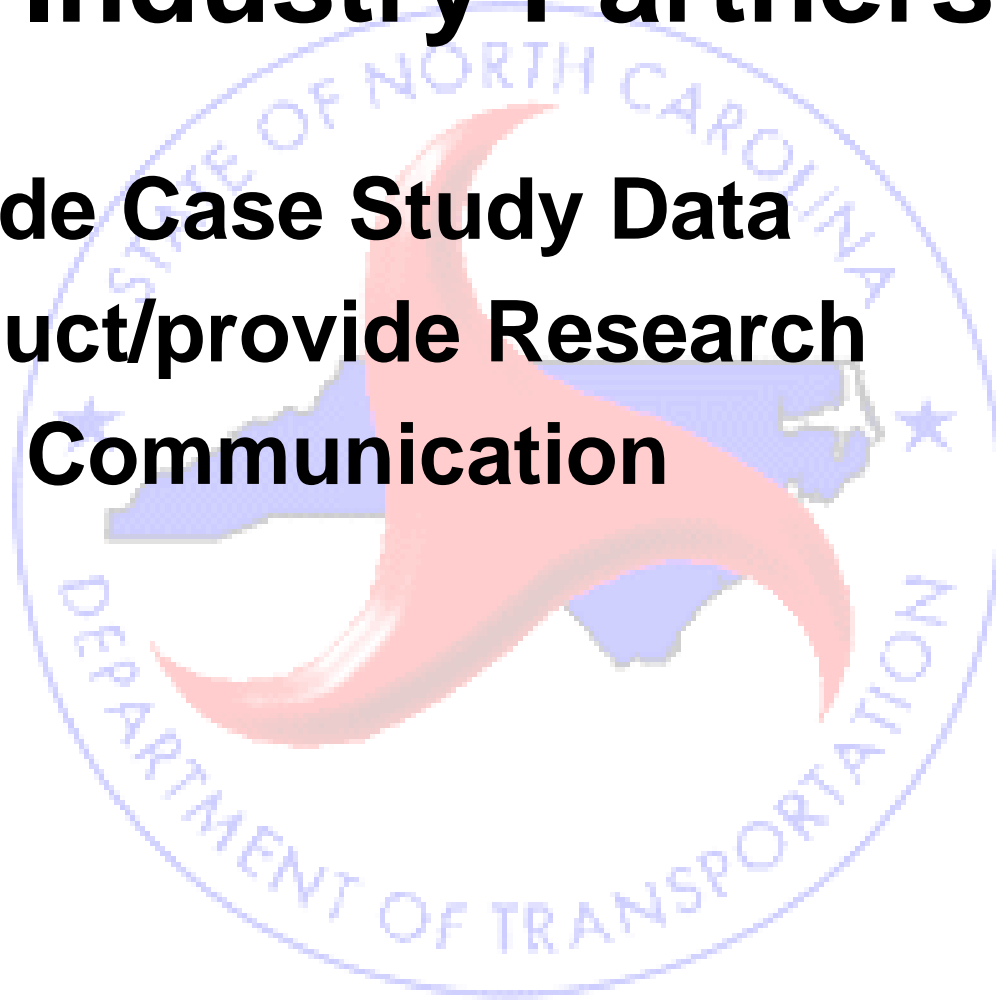 Industry Partners
de Case Study Data
uct/provide Research
Communication
STATE OF NORTH CAROLINA
DEPARTMENT OF TRANSPORTATION